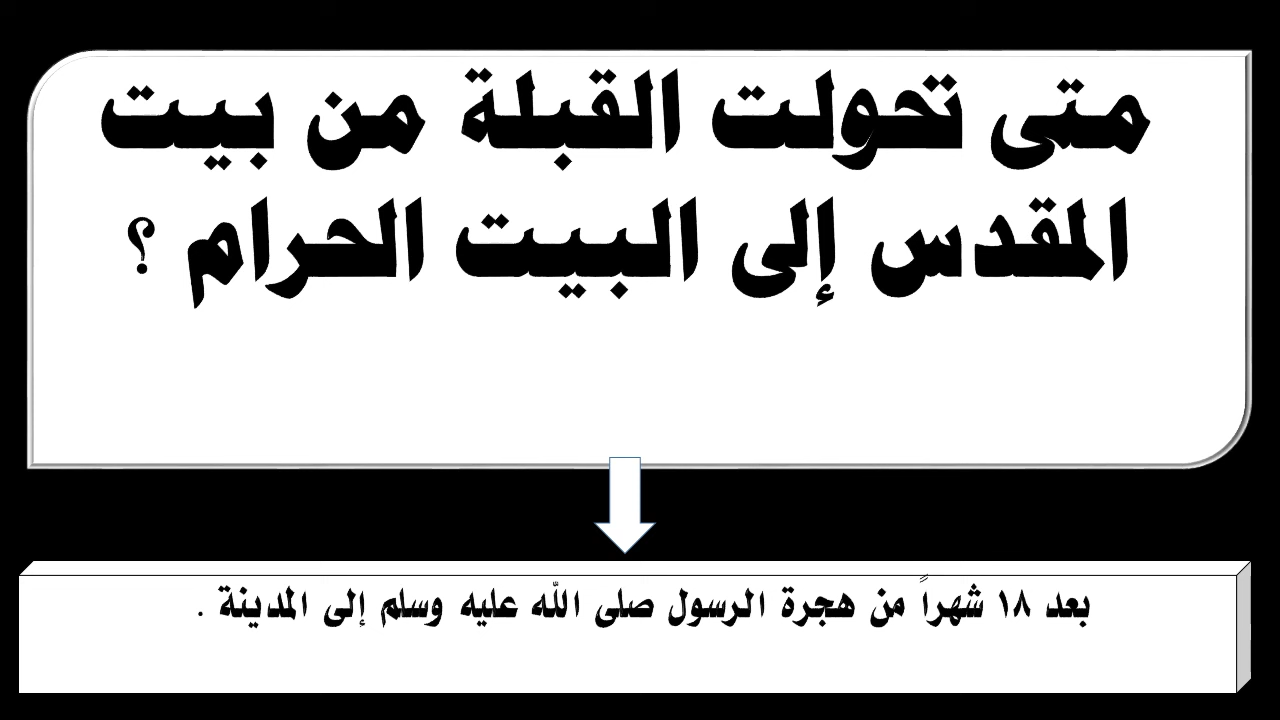 متى تحولت القبلة من بيت
المقدس إلى البيت الحرام ؟
بعد ١٨ شهراً من هجرة الرسول صلى الله عليه وسلم إلى المدينة .